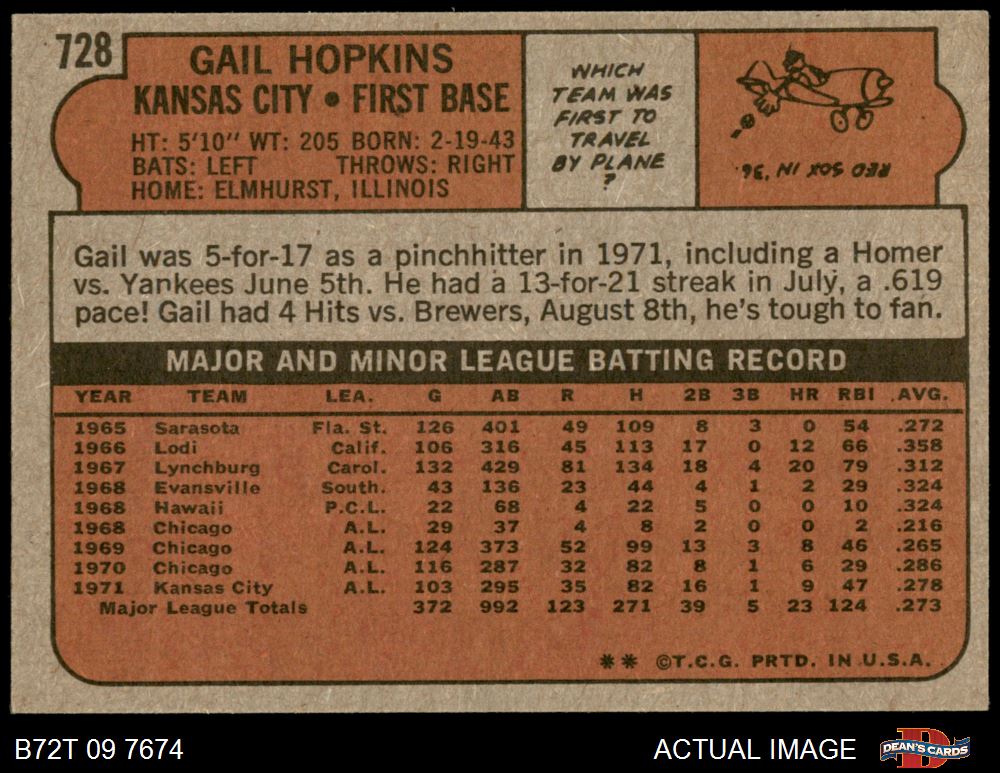 728
GAIL HOPKINS
KANSAS CITY • FIRST BASE
HT: 5'10" WT: 205 BORN: 2-19-43
BATS: LEFT THROWS: RIGHT
HOME: ELMHURST, ILLINOIS
WHICH
TEAM WAS
FIRST TO
TRAVEL
BY PLANE
?
RED SOX IN '36.
Gail was 5-for-17 as a pinchhitter in 1971, including a Homer
vs. Yankees June 5th. He had a 13-for-21 streak in July, a .619
pace! Gail had 4 Hits vs. Brewers, August 8th, he's tough to fan.
MAJOR AND MINOR LEAGUE BATTING RECORD
YEAR TEAM LEA. G AB R H 2B 3B HR RBI AVG.
1965 Sarasota Fla. St. 126 401 49 109 8 3 0 54 .272
1966 Lodi Calif. 106 316 45 113 17 0 12 66 .358
1967 Lynchburg Carol. 132 429 81 134 18 4 20 79 .312
1968 Evansville South. 43 136 23 44 4 1 2 29 .324
1968 Hawaii P.C.L. 22 68 4 22 5 0 0 10 .324
1968 Chicago A.L. 29 37 4 8 2 0 0 2 .216
1969 Chicago A.L. 124 373 52 99 13 3 8 46 .265
1970 Chicago A.L. 116 287 32 82 8 1 6 29 .286
1971 Kansas City A.L. 103 295 35 82 16 1 9 47 .278
Major League Totals 372 992 123 271 39 5 23 124 .273
** ©T.C.G. PRTD. IN U.S.A.
B72T 09 7674
ACTUAL IMAGE
DEAN'S CARDS